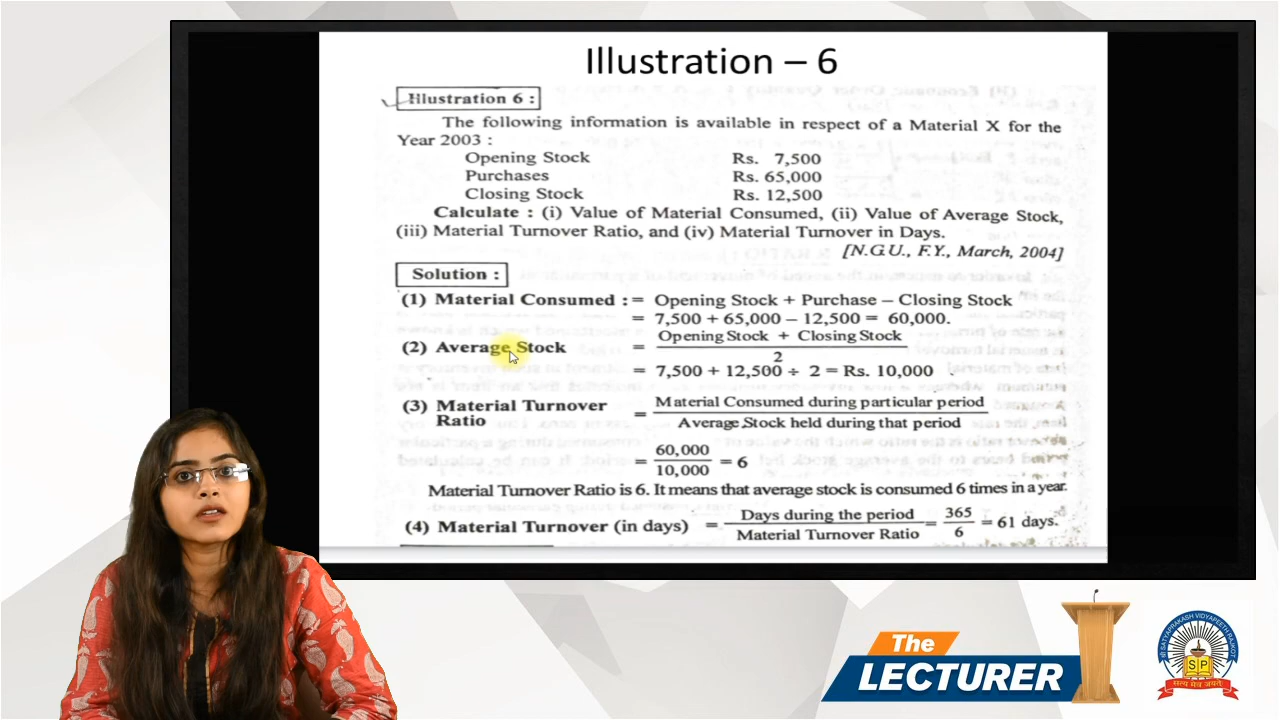 Illustration – 6
Illustration 6 :
The following information is available in respect of a Material X for the
Year 2003 :
Opening Stock Rs. 7,500
Purchases Rs. 65,000
Closing Stock Rs. 12,500
Calculate : (i) Value of Material Consumed, (ii) Value of Average Stock,
(iii) Material Turnover Ratio, and (iv) Material Turnover in Days.
[N.G.U., F.Y., March, 2004]
Solution :
(1) Material Consumed : = Opening Stock + Purchase – Closing Stock
= 7,500 + 65,000 – 12,500 = 60,000.
(2) Average Stock = Opening Stock + Closing Stock
2
= 7,500 + 12,500 ÷ 2 = Rs. 10,000
(3) Material Turnover Ratio = Material Consumed during particular period
Average Stock held during that period
= 60,000
10,000 = 6
Material Turnover Ratio is 6. It means that average stock is consumed 6 times in a year.
(4) Material Turnover (in days) = Days during the period = 365 = 61 days.
Material Turnover Ratio 6
The
LECTURER
SHREE SATYAPRAKASH VIDYAPEETH RAJKOT
SP
सत्य मेव जयते